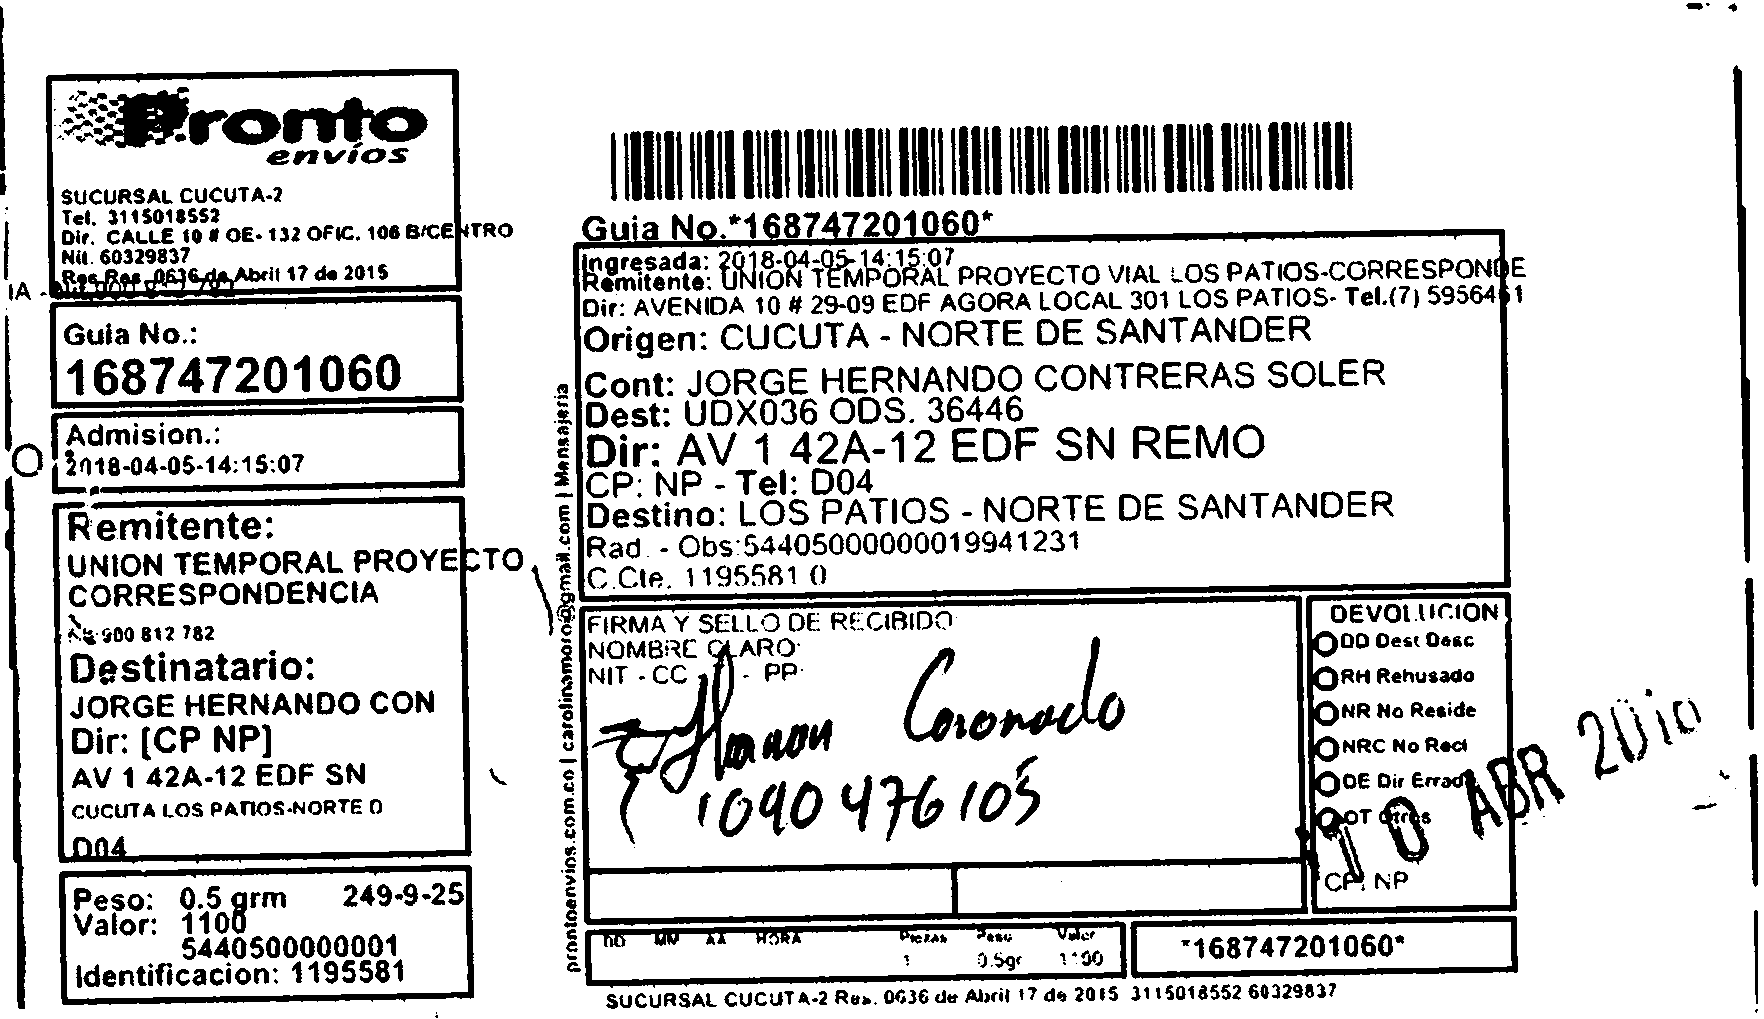 Pronto
envíos
SUCURSAL CUCUTA-2
Tel. 3115018552
Dir. CALLE 10 # OE- 132 OFIC. 106 B/CENTRO
Nit. 60329837
Res Res. 0636 de Abril 17 de 2015
IA -
Guia No.:
168747201060
Admision.:
2018-04-05-14:15:07
Remitente:
UNION TEMPORAL PROYECTO
CORRESPONDENCIA
900 812 782
Destinatario:
JORGE HERNANDO CON
Dir: [CP NP]
AV 1 42A-12 EDF SN
CUCUTA LOS PATIOS-NORTE D
D04
Peso: 0.5 grm 249-9-25
Valor: 1100
5440500000001
Identificacion: 1195581
prontoenvios.com.co | carolinamoro@gmail.com | Mensajeria
Guia No.*168747201060*
Ingresada: 2018-04-05-14:15:07
Remitente: UNION TEMPORAL PROYECTO VIAL LOS PATIOS-CORRESPONDE
Dir: AVENIDA 10 # 29-09 EDF AGORA LOCAL 301 LOS PATIOS- Tel.(7) 5956461
Origen: CUCUTA - NORTE DE SANTANDER
Cont: JORGE HERNANDO CONTRERAS SOLER
Dest: UDX036 ODS. 36446
Dir: AV 1 42A-12 EDF SN REMO
CP: NP - Tel: D04
Destino: LOS PATIOS - NORTE DE SANTANDER
Rad. - Obs:54405000000019941231
C.Cte. 1195581 0
FIRMA Y SELLO DE RECIBIDO
NOMBRE CLARO:
NIT - CC - - PP-
Coronado
1090476105
DEVOLUCION
DD Dest Desc
RH Rehusado
NR No Reside
NRC No Recl
DE Dir Errad
OT Otros
CP: NP
10 ABR
DD MM AA HORA Piezas Peso Valor
1 0.5gr 1100
*168747201060*
SUCURSAL CUCUTA-2 Res. 0636 de Abril 17 de 2015 3115018552 60329837